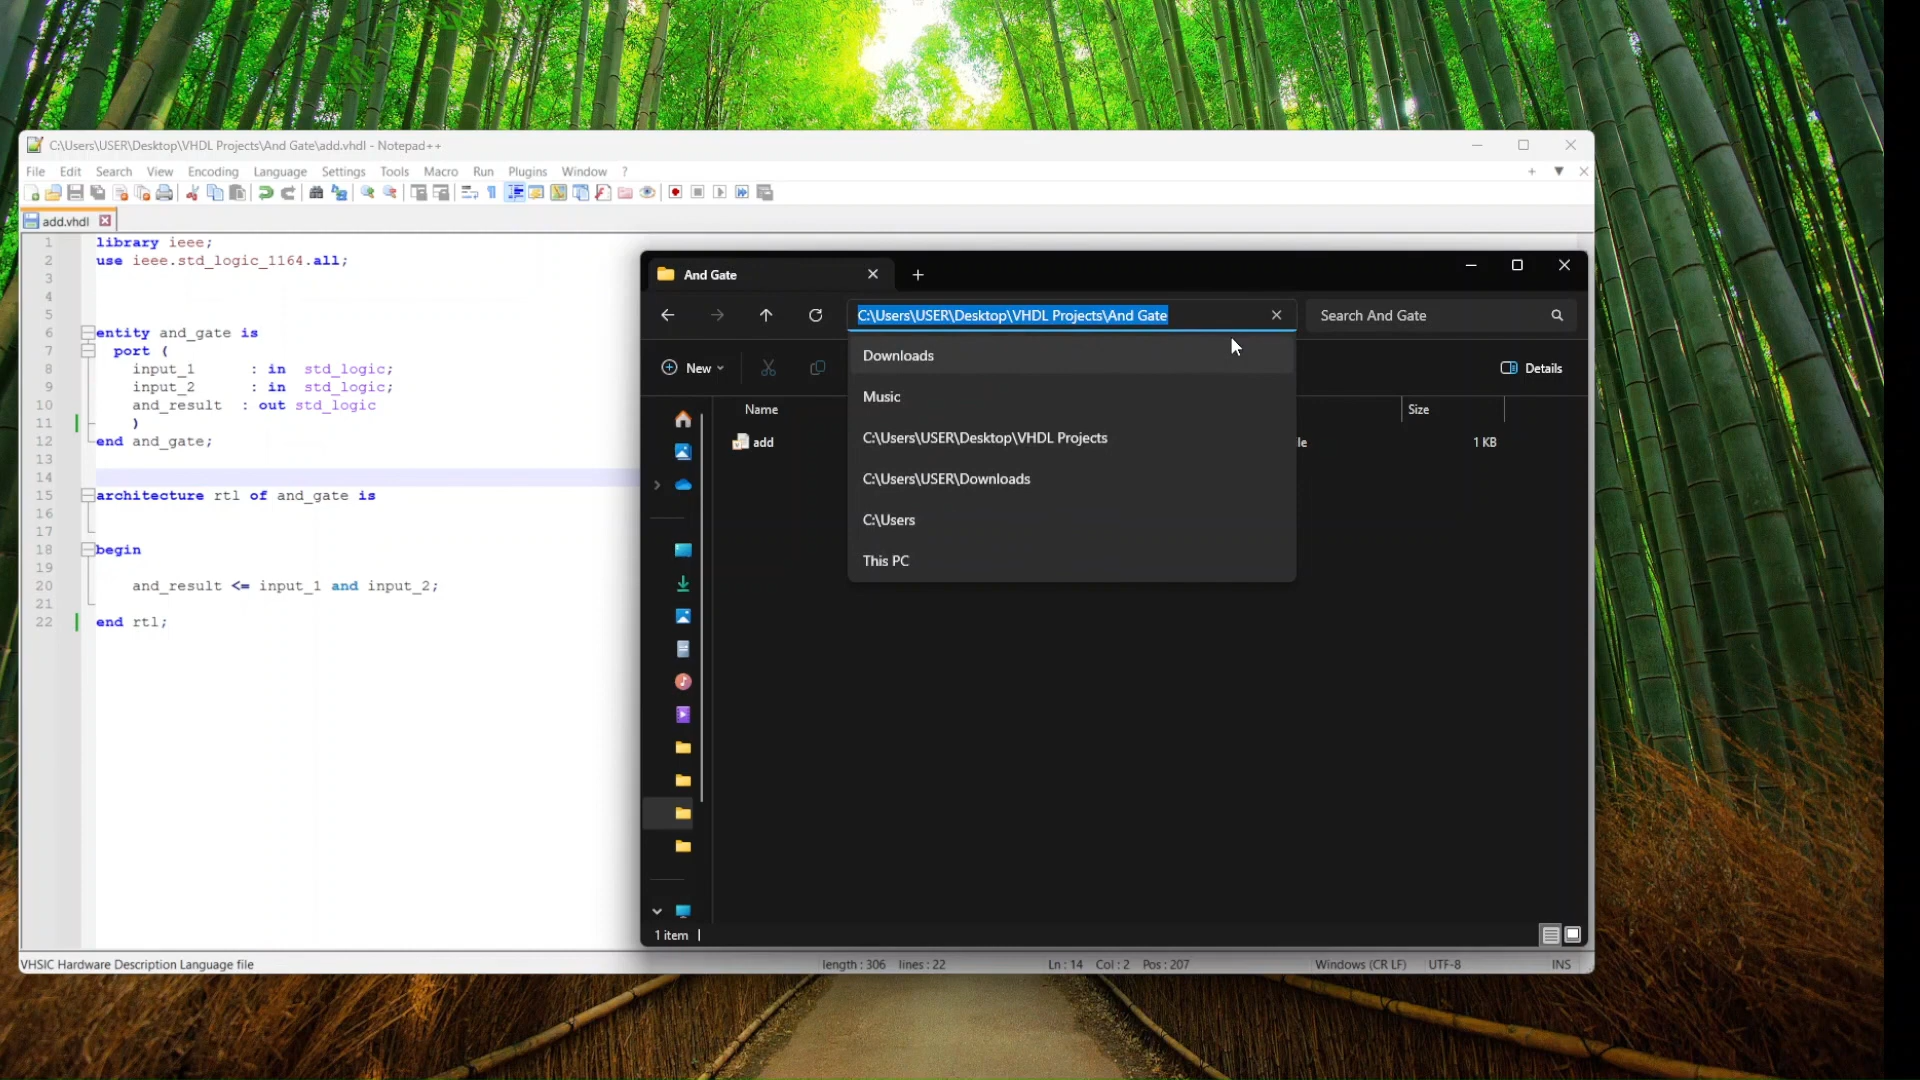 C:\Users\USER\Desktop\VHDL Projects\And Gate\add.vhdl - Notepad++
File Edit Search View Encoding Language Settings Tools Macro Run Plugins Window ?
add.vhdl
1 library ieee;
2 use ieee.std_logic_1164.all;
3
4
5
6 entity and_gate is
7 port (
8 input_1 : in std_logic;
9 input_2 : in std_logic;
10 and_result : out std_logic
11 )
12 end and_gate;
13
14
15 architecture rtl of and_gate is
16
17
18 begin
19
20 and_result <= input_1 and input_2;
21
22 end rtl;
VHSIC Hardware Description Language file
length : 306 lines : 22
Ln : 14 Col : 2 Pos : 207
Windows (CR LF)
UTF-8
INS
And Gate
C:\Users\USER\Desktop\VHDL Projects\And Gate
Search And Gate
New
Details
Downloads
Music
C:\Users\USER\Desktop\VHDL Projects
C:\Users\USER\Downloads
C:\Users
This PC
Name
Size
add
le
1 KB
1 item